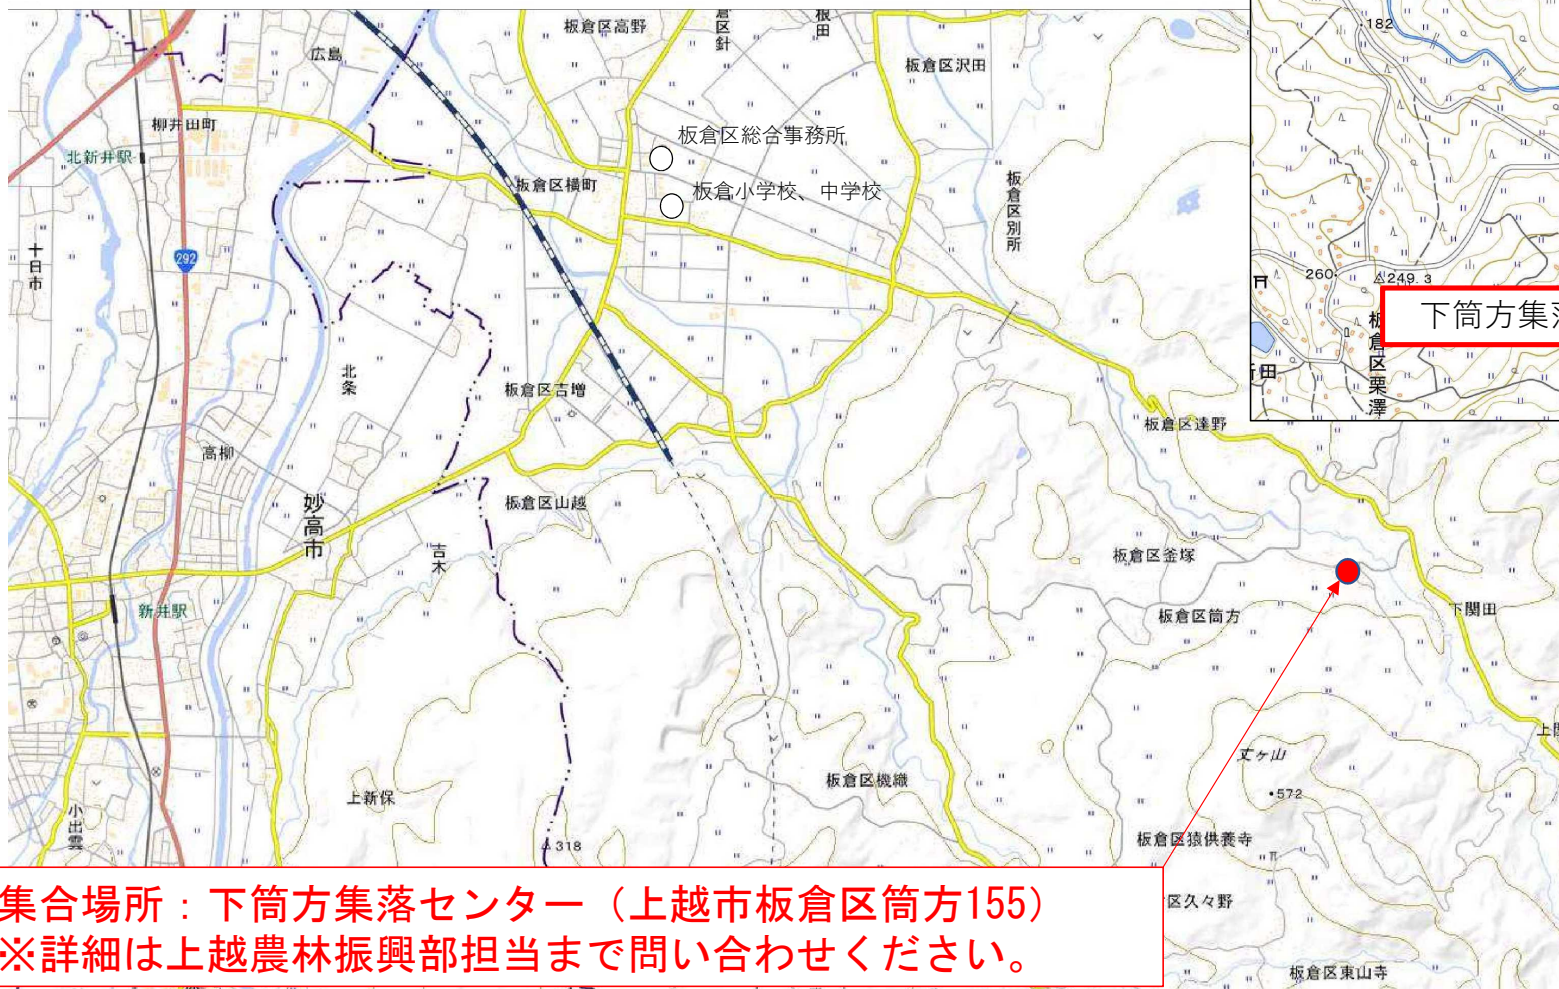 板倉区高野
倉区針
根田
広島
板倉区沢田
182
柳井田町
板倉区総合事務所
北新井駅
板倉区横町
板倉小学校、中学校
板倉区別所
十日市
292
260
249.3
下筒方集落
板倉区栗澤
田
北条
板倉区吉増
板倉区達野
高柳
妙高市
板倉区山越
吉木
板倉区釜塚
新井駅
板倉区筒方
下関田
上関
丈ケ山
572
板倉区機織
上新保
小出雲
318
板倉区猿供養寺
区久々野
集合場所：下筒方集落センター（上越市板倉区筒方155）
※詳細は上越農林振興部担当まで問い合わせください。
板倉区東山寺